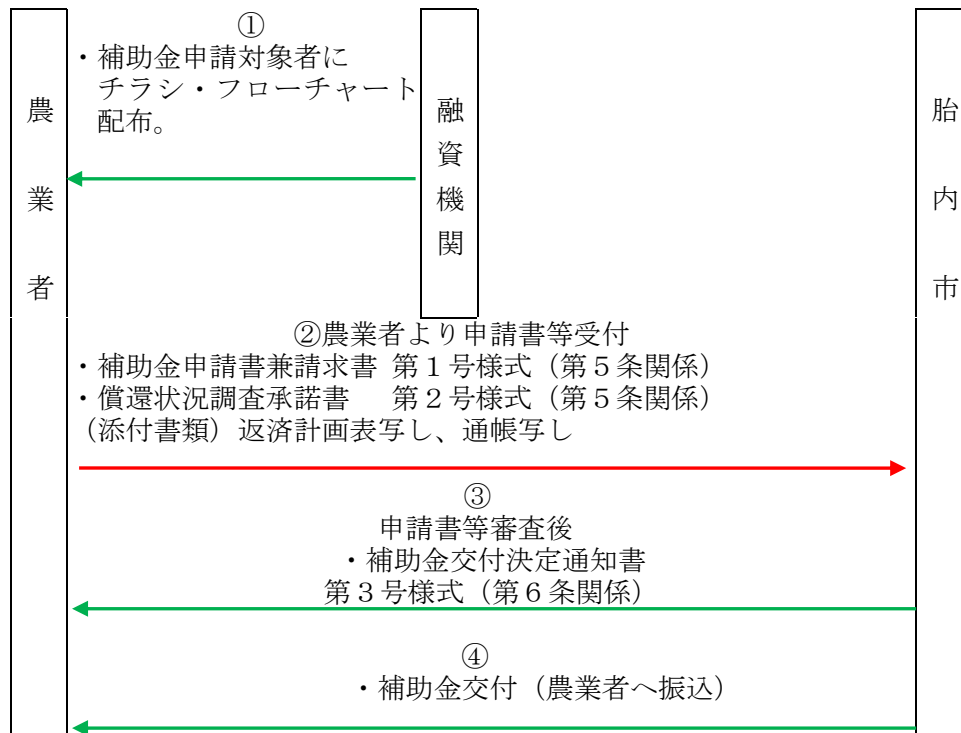 ①
・補助金申請対象者に
チラシ・フローチャート
配布。
農業者
融資機関
胎内市
②農業者より申請書等受付
・補助金申請書兼請求書 第１号様式（第５条関係）
・償還状況調査承諾書 第２号様式（第５条関係）
（添付書類）返済計画表写し、通帳写し
③
申請書等審査後
・補助金交付決定通知書
第３号様式（第６条関係）
④
・補助金交付（農業者へ振込）